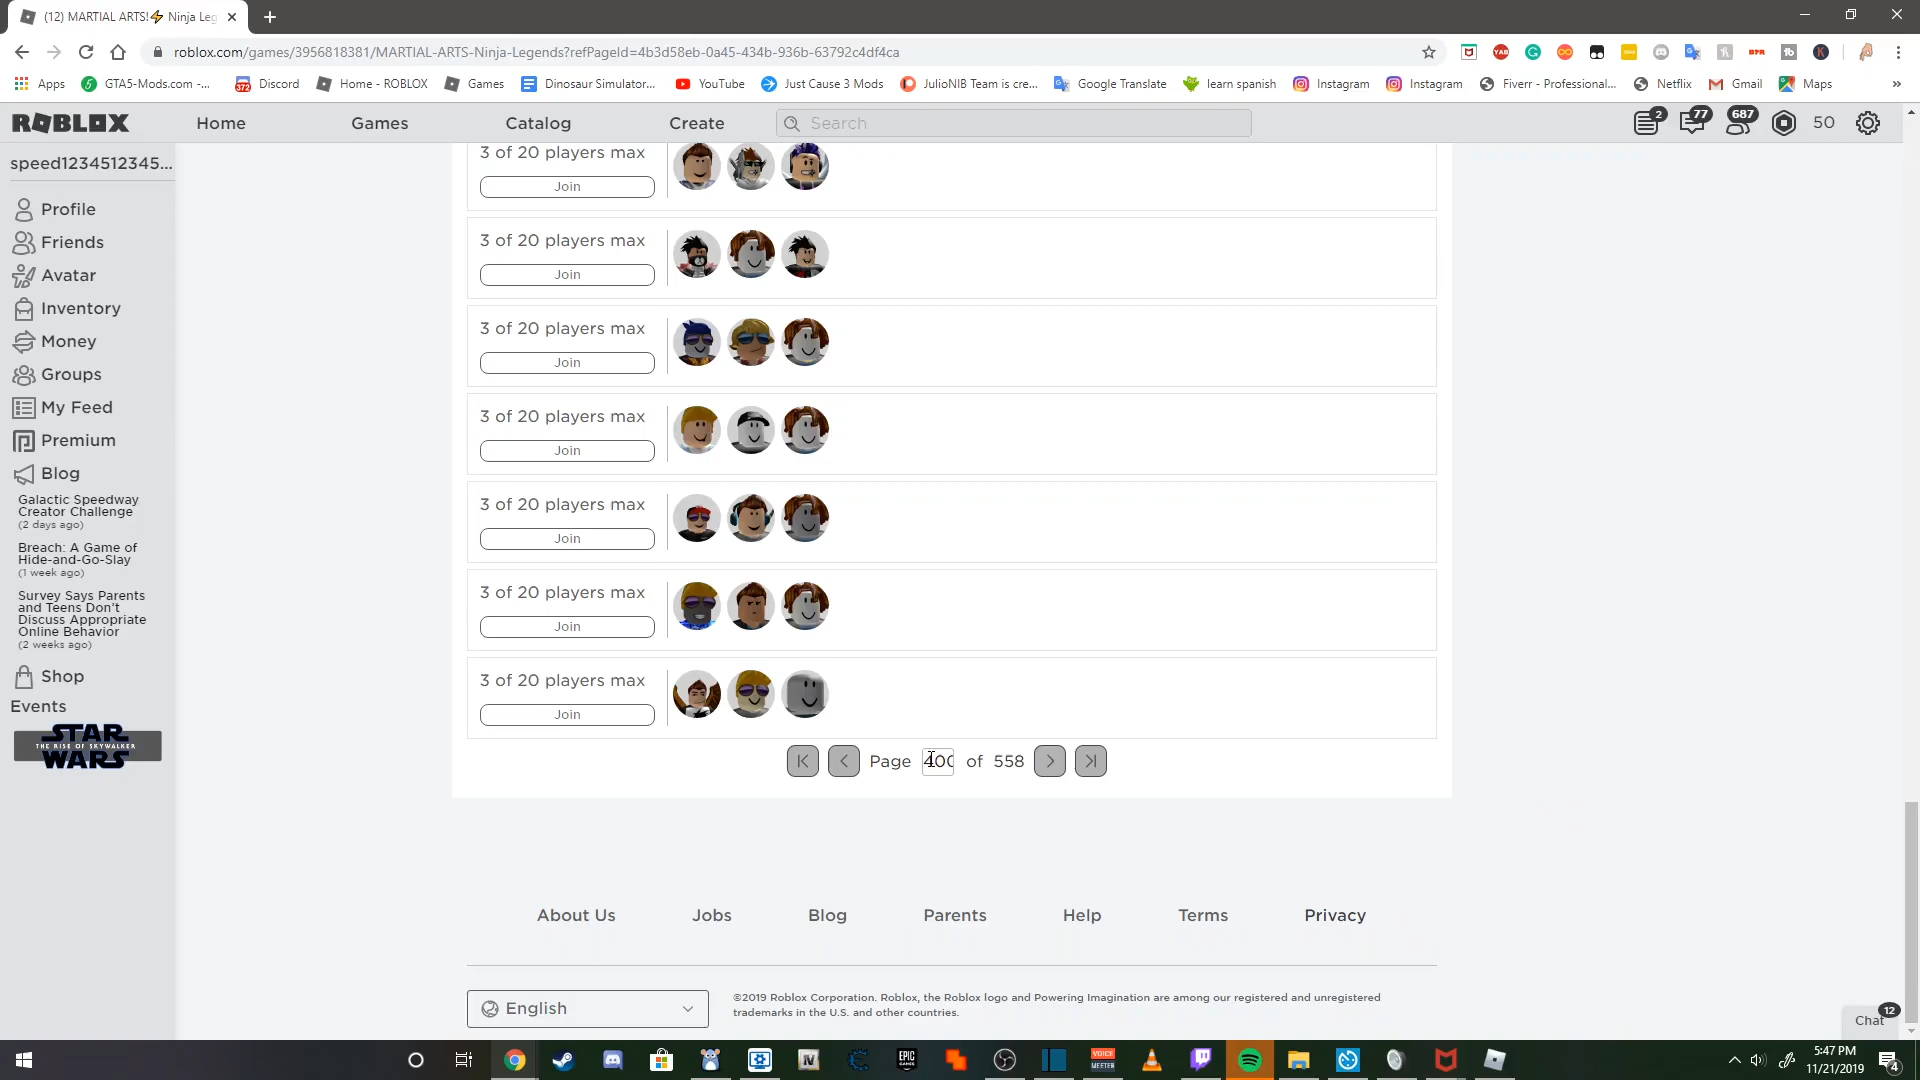 (12) MARTIAL ARTS!⚡ Ninja Leg
roblox.com/games/3956818381/MARTIAL-ARTS-Ninja-Legends?refPageId=4b3d58eb-0a45-434b-936b-63792c4df4ca
Apps GTA5-Mods.com -... Discord Home - ROBLOX Games Dinosaur Simulator... YouTube Just Cause 3 Mods JulioNIB Team is cre... Google Translate learn spanish Instagram Instagram Fiverr - Professional... Netflix Gmail Maps »
372
ROBLOX Home Games Catalog Create Search 2 77 687 50
speed1234512345...
Profile
Friends
Avatar
Inventory
Money
Groups
My Feed
Premium
Blog
Galactic Speedway
Creator Challenge
(2 days ago)
Breach: A Game of
Hide-and-Go-Slay
(1 week ago)
Survey Says Parents
and Teens Don't
Discuss Appropriate
Online Behavior
(2 weeks ago)
Shop
Events
STAR
THE RISE OF SKYWALKER
WARS
3 of 20 players max
Join
3 of 20 players max
Join
3 of 20 players max
Join
3 of 20 players max
Join
3 of 20 players max
Join
3 of 20 players max
Join
3 of 20 players max
Join
Page 400 of 558
About Us Jobs Blog Parents Help Terms Privacy
English
©2019 Roblox Corporation. Roblox, the Roblox logo and Powering Imagination are among our registered and unregistered
trademarks in the U.S. and other countries.
Chat 12
EPIC GAMES
VOICE MEETER
5:47 PM
11/21/2019
4